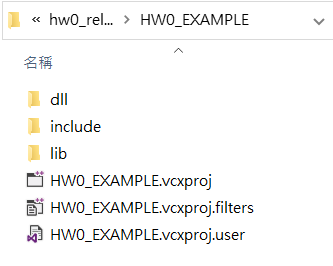 « hw0_rel... > HW0_EXAMPLE
名稱
dll
include
lib
HW0_EXAMPLE.vcxproj
HW0_EXAMPLE.vcxproj.filters
HW0_EXAMPLE.vcxproj.user